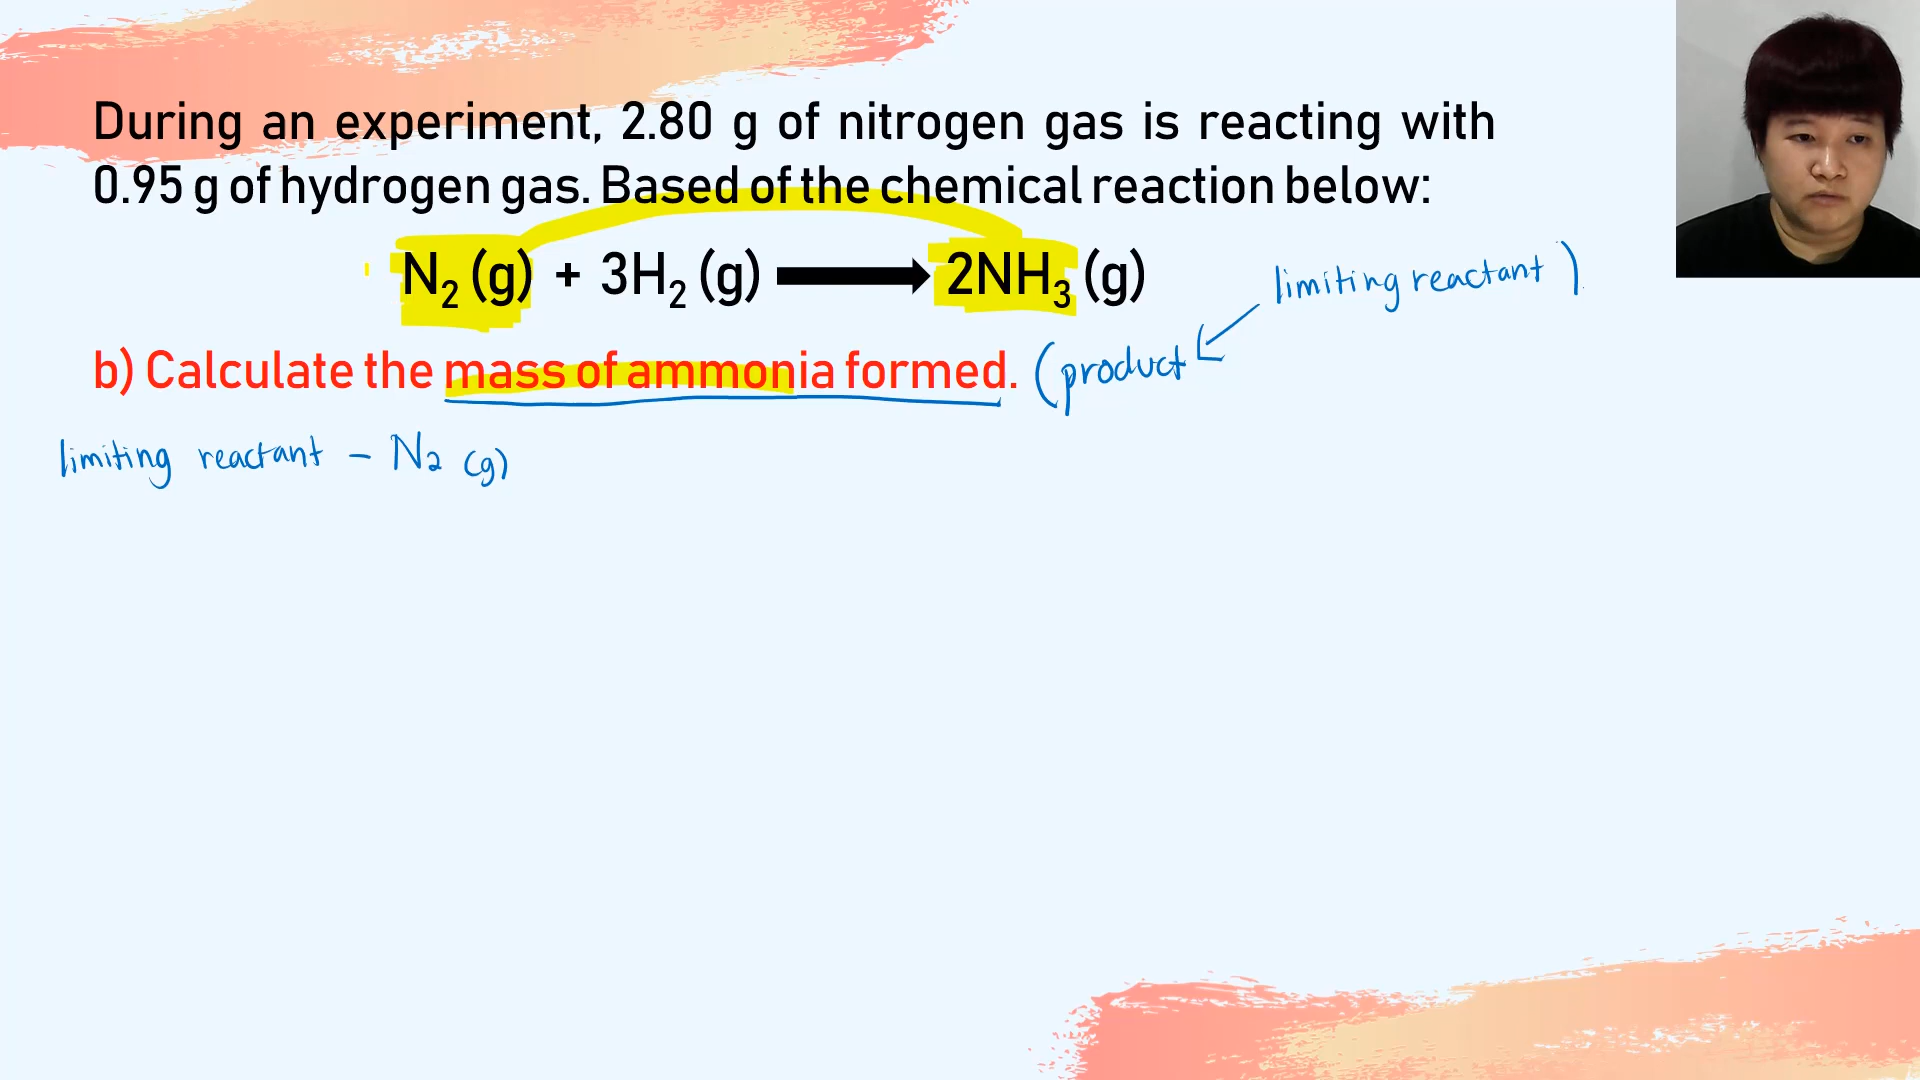 During an experiment, 2.80 g of nitrogen gas is reacting with
0.95 g of hydrogen gas. Based of the chemical reaction below:
N₂ (g) + 3H₂ (g) ⟶ 2NH₃ (g)
limiting reactant )
b) Calculate the mass of ammonia formed. (product
limiting reactant - N₂ (g)